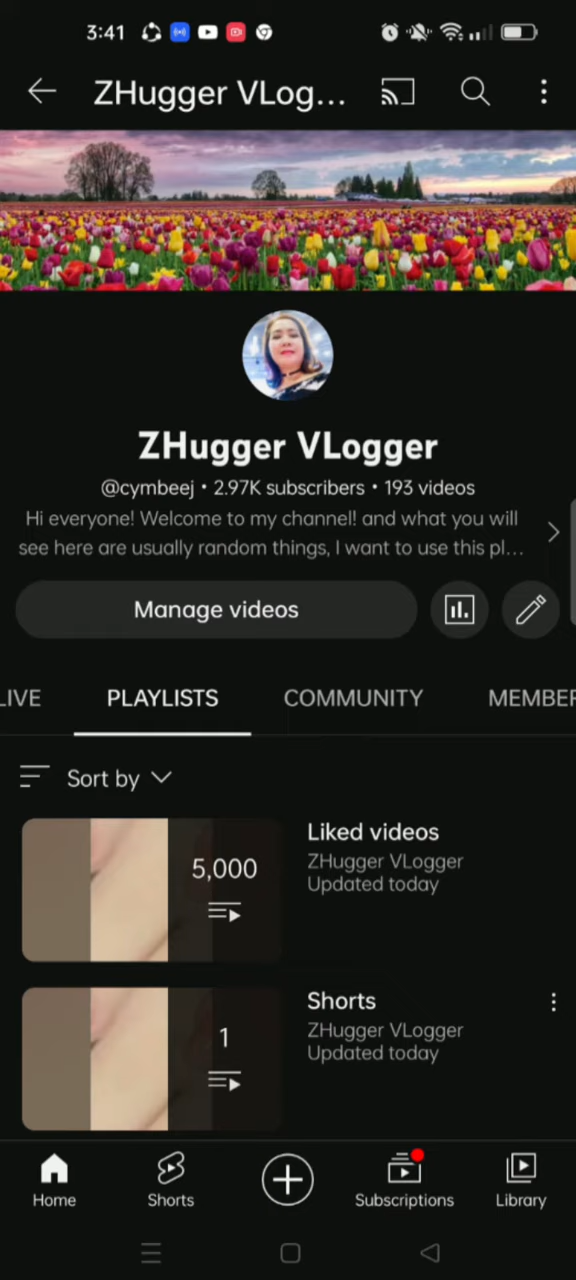 3:41
ZHugger VLog...
ZHugger VLogger
@cymbeej • 2.97K subscribers • 193 videos
Hi everyone! Welcome to my channel! and what you will
see here are usually random things, I want to use this pl...
Manage videos
LIVE PLAYLISTS COMMUNITY MEMBER
Sort by
5,000
Liked videos
ZHugger VLogger
Updated today
1
Shorts
ZHugger VLogger
Updated today
Home Shorts Subscriptions Library